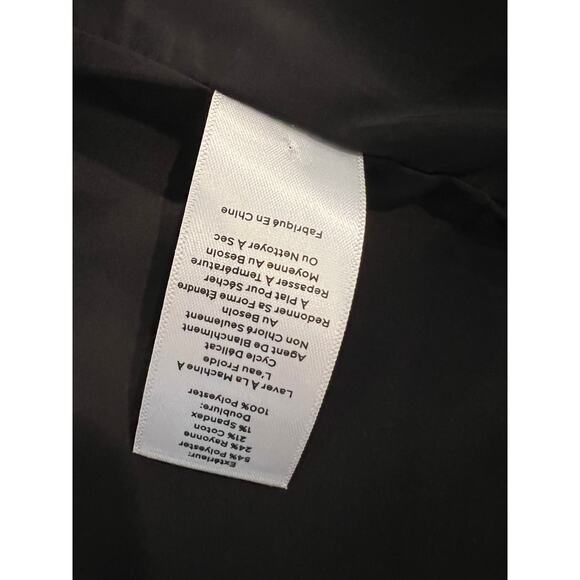 Extérieur:
54% Polyester
24% Rayonne
21% Coton
1% Spandex
Doublure:
100% Polyester
Laver À La Machine À
L'eau Froide
Cycle Délicat
Agent De Blanchiment
Non Chloré Seulement
Au Besoin
Redonner Sa Forme Étendre
À Plat Pour Sécher
Repasser À Température
Moyenne Au Besoin
Ou Nettoyer À Sec
Fabriqué En Chine